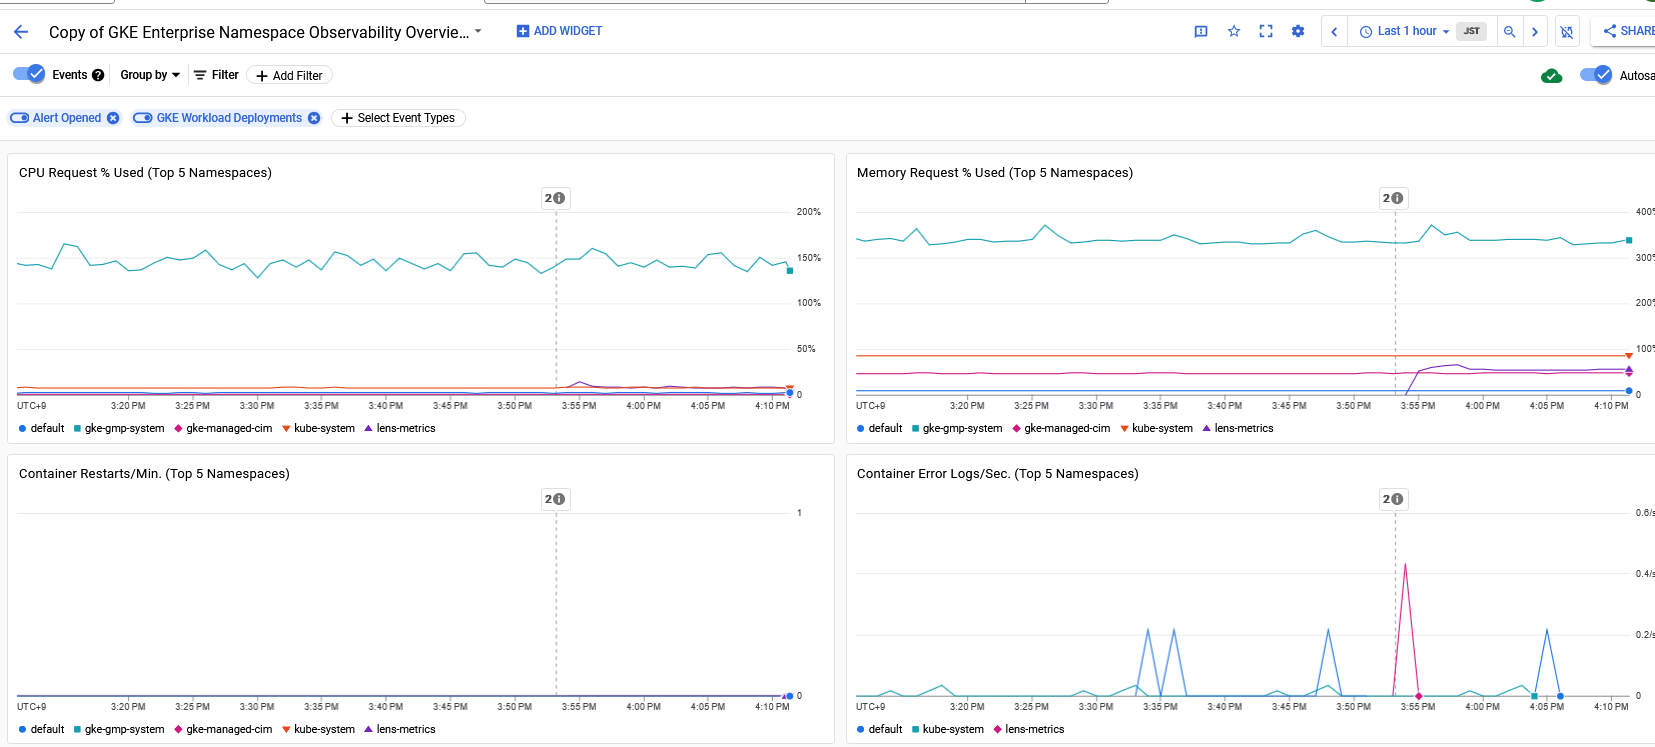 Copy of GKE Enterprise Namespace Observability Overvie...
ADD WIDGET
Last 1 hour
JST
SHARE
Events
Group by
Filter
Add Filter
Autosa
Alert Opened
GKE Workload Deployments
Select Event Types
CPU Request % Used (Top 5 Namespaces)
2
200%
150%
100%
50%
0
UTC+9 3:20 PM 3:25 PM 3:30 PM 3:35 PM 3:40 PM 3:45 PM 3:50 PM 3:55 PM 4:00 PM 4:05 PM 4:10 PM
default gke-gmp-system gke-managed-cim kube-system lens-metrics
Memory Request % Used (Top 5 Namespaces)
2
400%
300%
200%
100%
0
UTC+9 3:20 PM 3:25 PM 3:30 PM 3:35 PM 3:40 PM 3:45 PM 3:50 PM 3:55 PM 4:00 PM 4:05 PM 4:10 PM
default gke-gmp-system gke-managed-cim kube-system lens-metrics
Container Restarts/Min. (Top 5 Namespaces)
2
1
0
UTC+9 3:20 PM 3:25 PM 3:30 PM 3:35 PM 3:40 PM 3:45 PM 3:50 PM 3:55 PM 4:00 PM 4:05 PM 4:10 PM
default gke-gmp-system gke-managed-cim kube-system lens-metrics
Container Error Logs/Sec. (Top 5 Namespaces)
2
0.6/s
0.4/s
0.2/s
0
UTC+9 3:20 PM 3:25 PM 3:30 PM 3:35 PM 3:40 PM 3:45 PM 3:50 PM 3:55 PM 4:00 PM 4:05 PM 4:10 PM
default kube-system lens-metrics